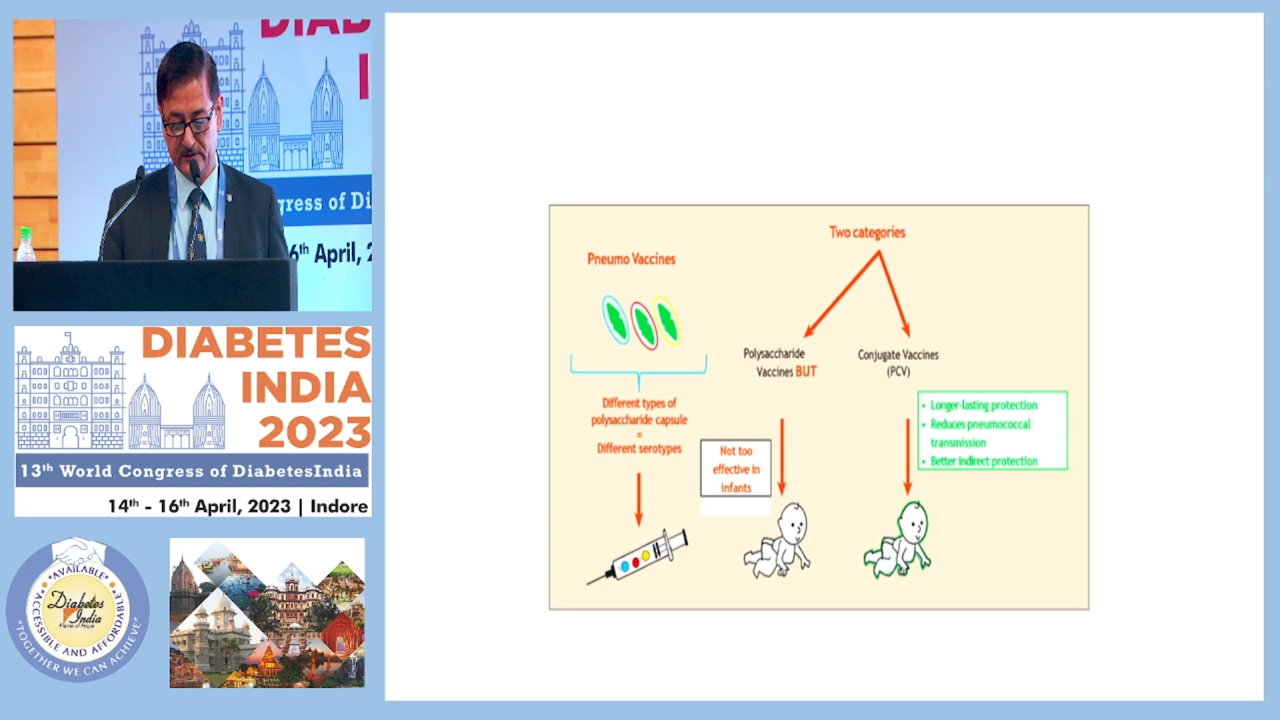 DIAB
I
gress of Di
6th April, 2
DIABETES
INDIA
2023
13th World Congress of DiabetesIndia
14th - 16th April, 2023 | Indore
*AVAILABLE*
*ACCESSIBLE AND AFFORDABLE*
Diabetes
India
"TOGETHER WE CAN ACHIEVE"
Two categories
Pneumo Vaccines
Polysaccharide
Vaccines BUT
Conjugate Vaccines
(PCV)
Different types of
polysaccharide capsule
=
Different serotypes
Not too
effective in
infants
• Longer-lasting protection
• Reduces pneumococcal
transmission
• Better indirect protection